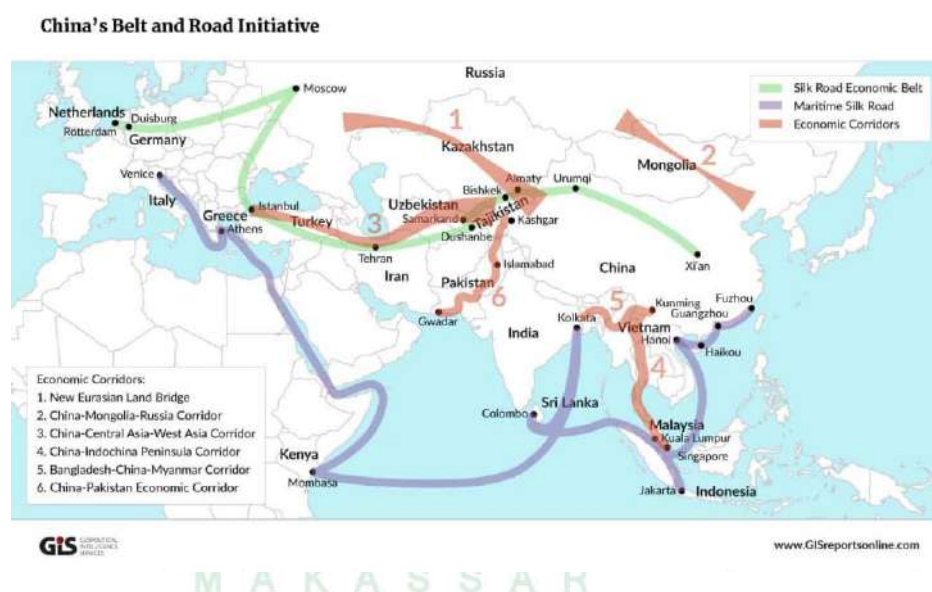 China's Belt and Road Initiative
Russia
Moscow
Silk Road Economic Belt
Maritime Silk Road
Economic Corridors
Netherlands
Duisburg
Rotterdam
Germany
1
Kazakhstan
Mongolia
2
Venice
Italy
Almaty
Urumqi
Bishkek
Greece
Istanbul
Athens
Turkey
Uzbekistan
Samarkand
Tajikistan
Kashgar
3
Dushanbe
Tehran
Iran
Islamabad
Pakistan
China
Xi'an
6
Gwadar
India
Kolkata
5
Kunming
Fuzhou
Guangzhou
Vietnam
Hanoi
Haikou
4
Economic Corridors:
1. New Eurasian Land Bridge
2. China-Mongolia-Russia Corridor
3. China-Central Asia-West Asia Corridor
4. China-Indochina Peninsula Corridor
5. Bangladesh-China-Myanmar Corridor
6. China-Pakistan Economic Corridor
Colombo
Sri Lanka
Malaysia
Kuala Lumpur
Singapore
Kenya
Mombasa
Jakarta
Indonesia
GIS
GEOPOLITICAL
INTELLIGENCE
SERVICES
www.GISreportsonline.com
MAKASSAR